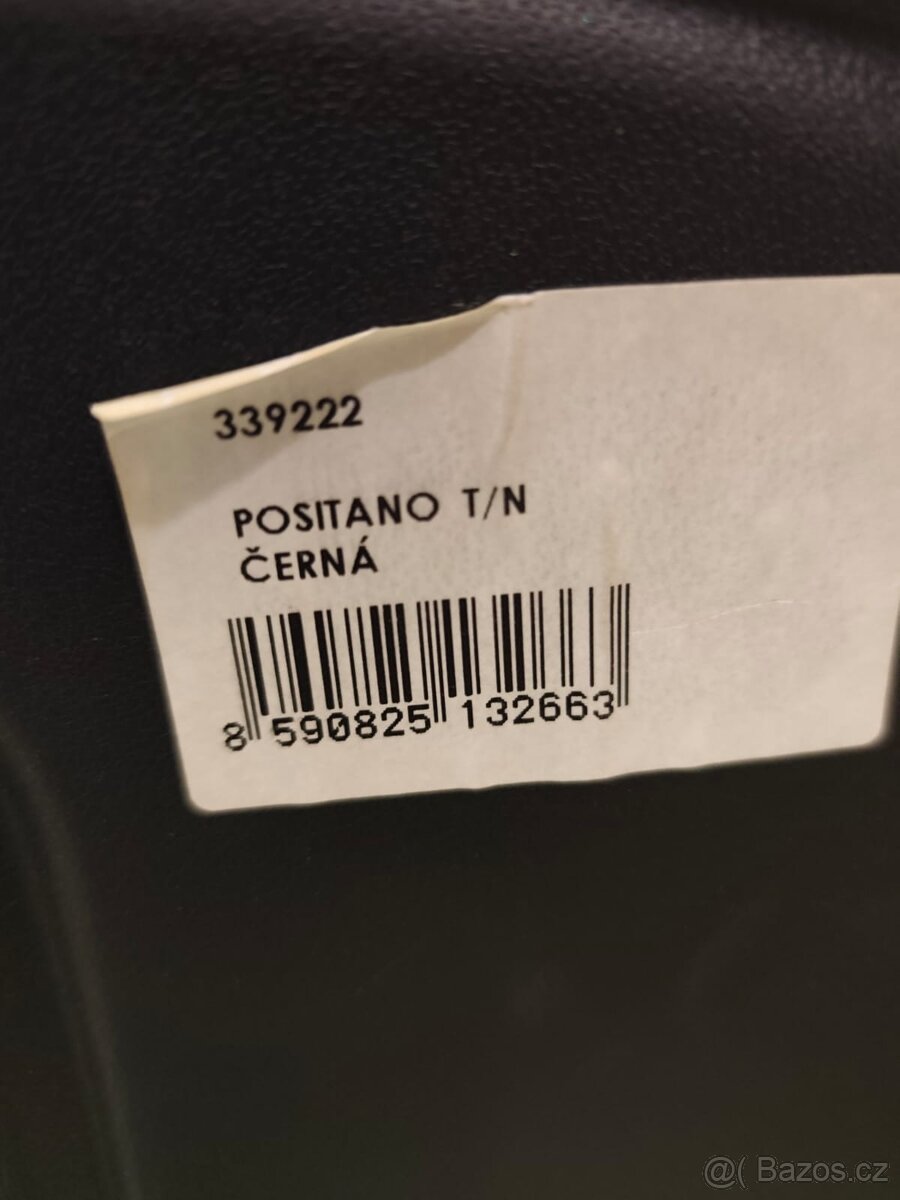 339222
POSITANO T/N
ČERNÁ
8 590825 132663
@( Bazos.cz